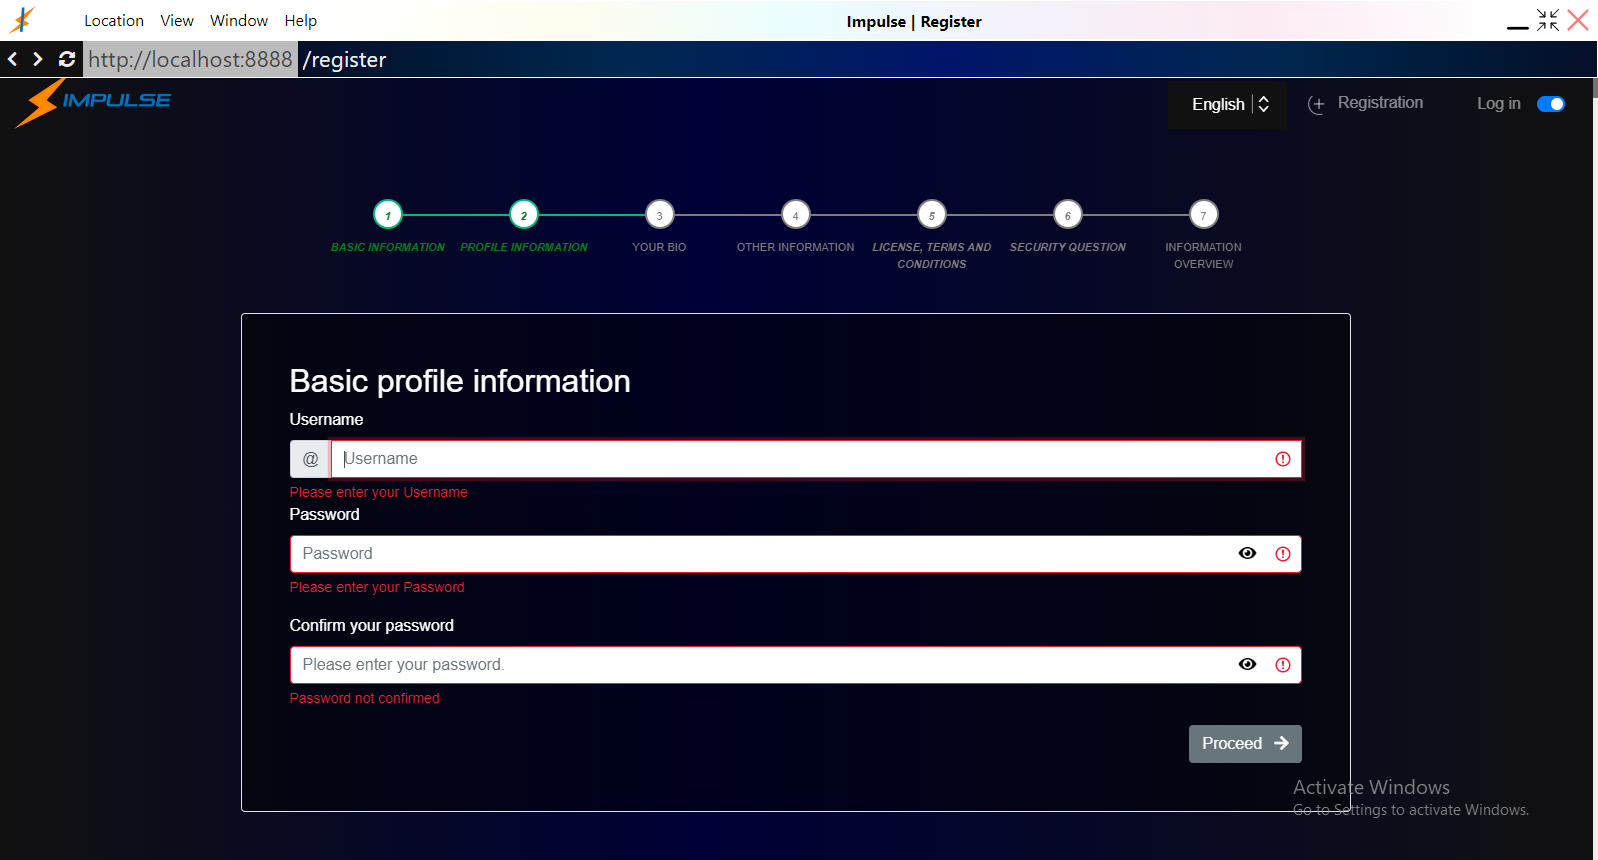 Location View Window Help
Impulse | Register
http://localhost:8888 /register
IMPULSE
English
Registration
Log in
1 2 3 4 5 6 7
BASIC INFORMATION PROFILE INFORMATION YOUR BIO OTHER INFORMATION LICENSE, TERMS AND CONDITIONS SECURITY QUESTION INFORMATION OVERVIEW
Basic profile information
Username
@ Username
Please enter your Username
Password
Password
Please enter your Password
Confirm your password
Please enter your password.
Password not confirmed
Proceed
Activate Windows
Go to Settings to activate Windows.